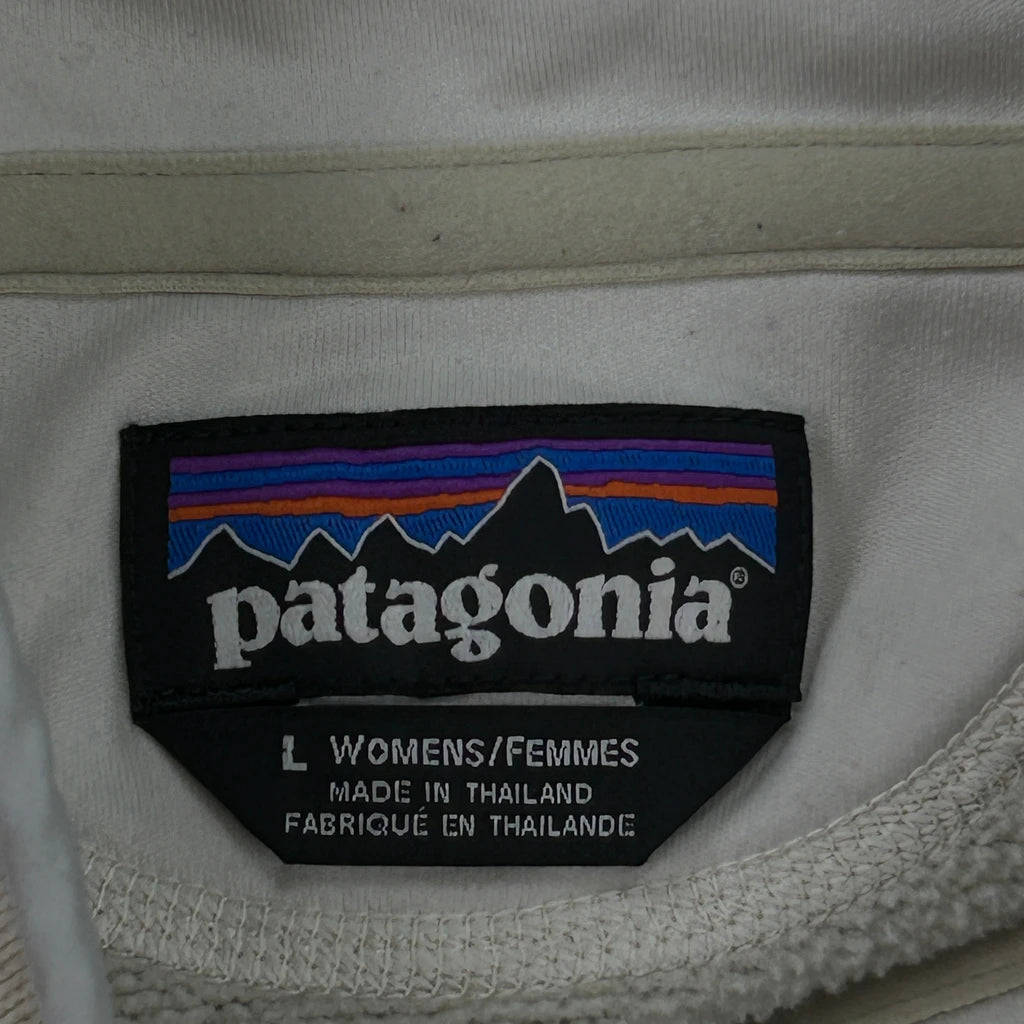 patagonia®
L WOMENS/FEMMES
MADE IN THAILAND
FABRIQUÉ EN THAILANDE